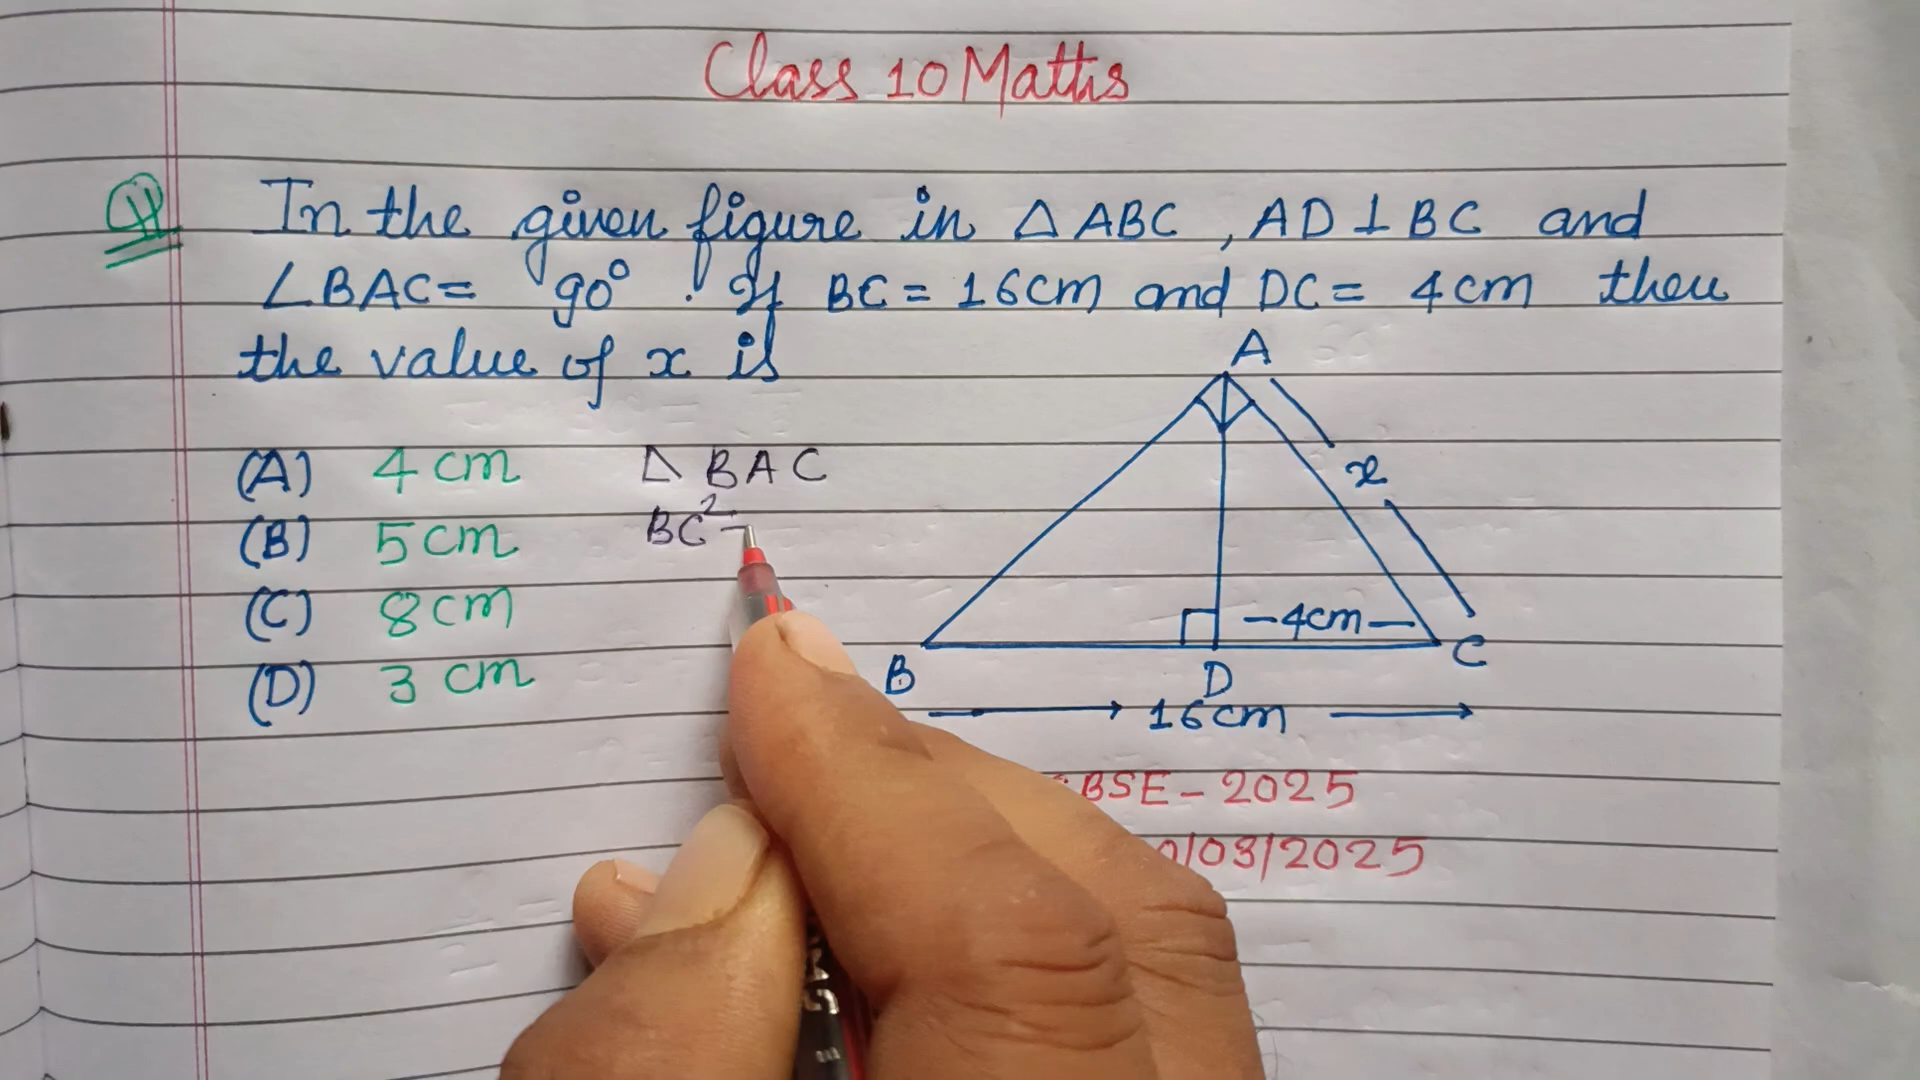 Class 10 Maths
Q In the given figure in △ ABC , AD ⊥ BC and
∠BAC = 90° . If BC = 16cm and DC = 4cm then
the value of x is
(A) 4 cm
(B) 5 cm
(C) 8 cm
(D) 3 cm
△ BAC
BC² =
A
x
-4cm-
B
D
C
16cm
BSE - 2025
/03/2025